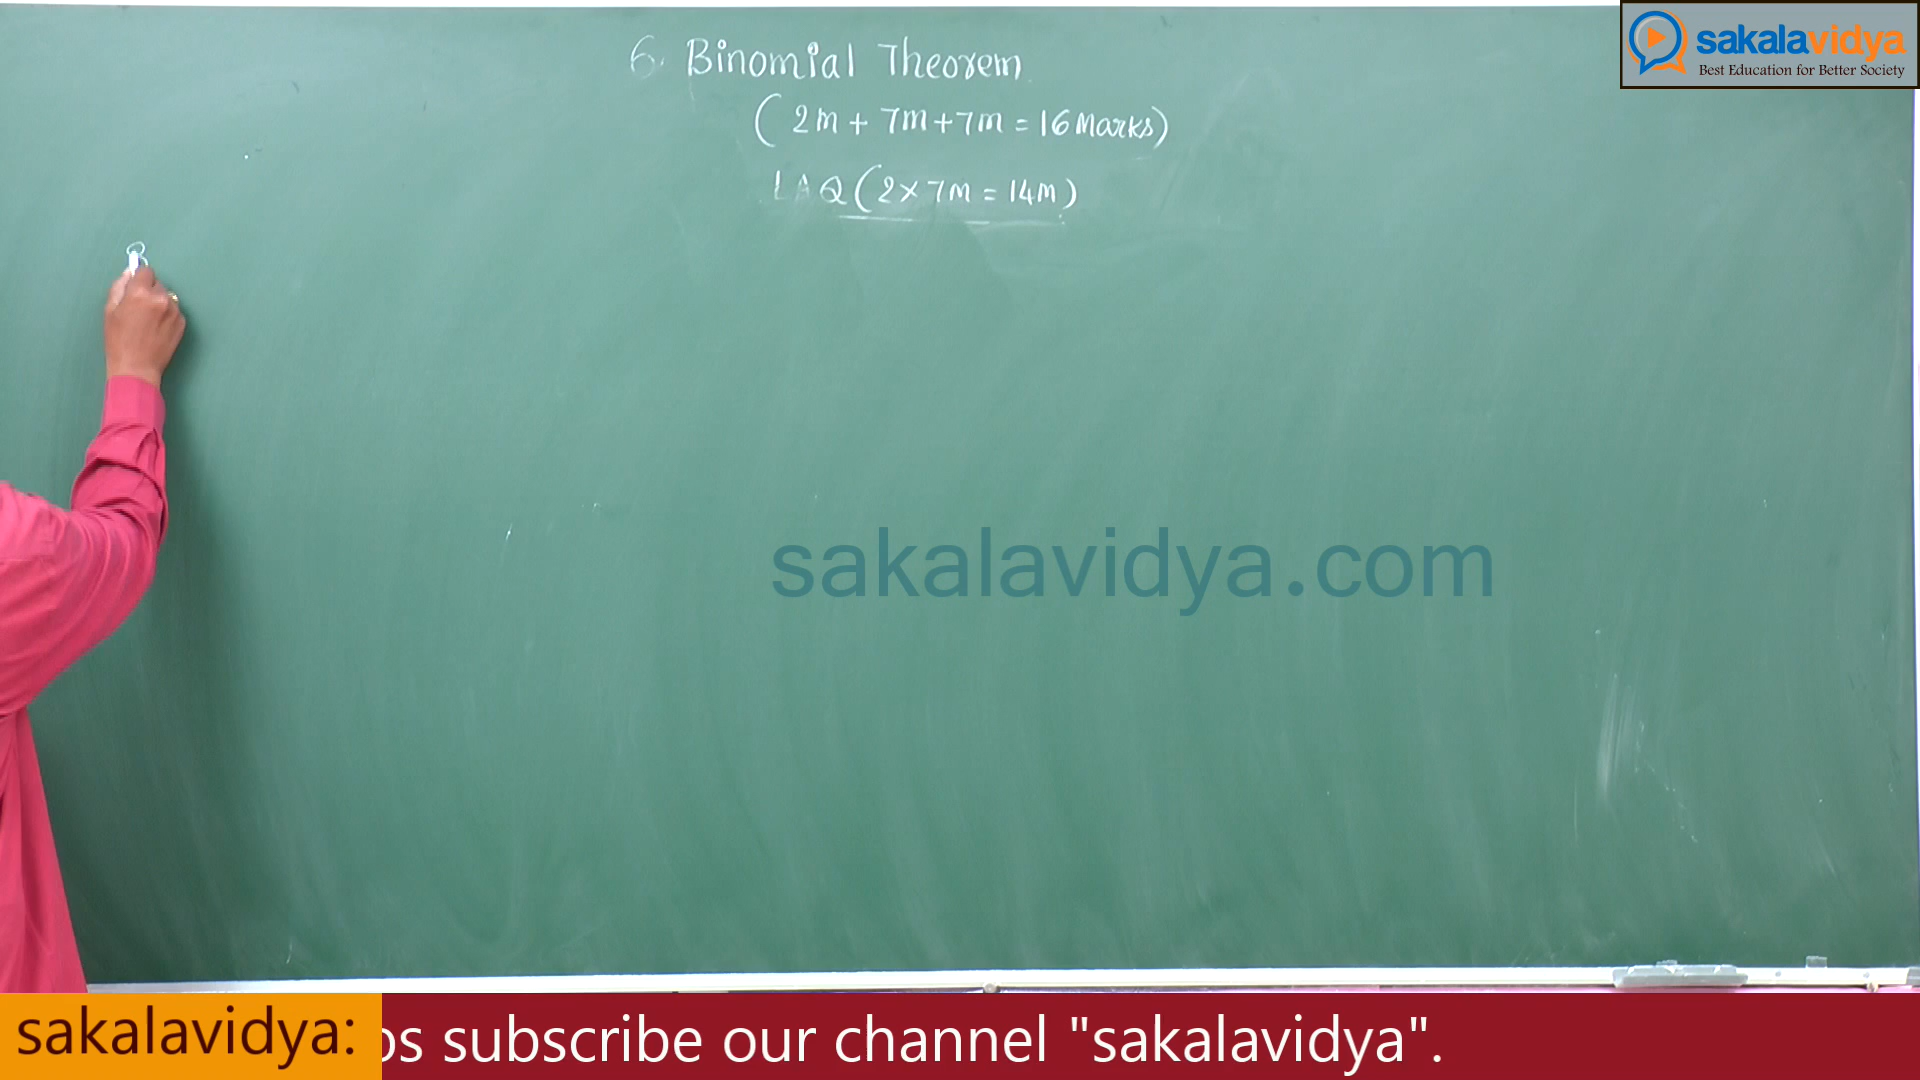 sakalavidya
Best Education for Better Society
6. Binomial Theorem
(2m + 7m + 7m = 16 Marks)
LAQ (2 × 7m = 14m)
sakalavidya.com
sakalavidya: subscribe our channel "sakalavidya".